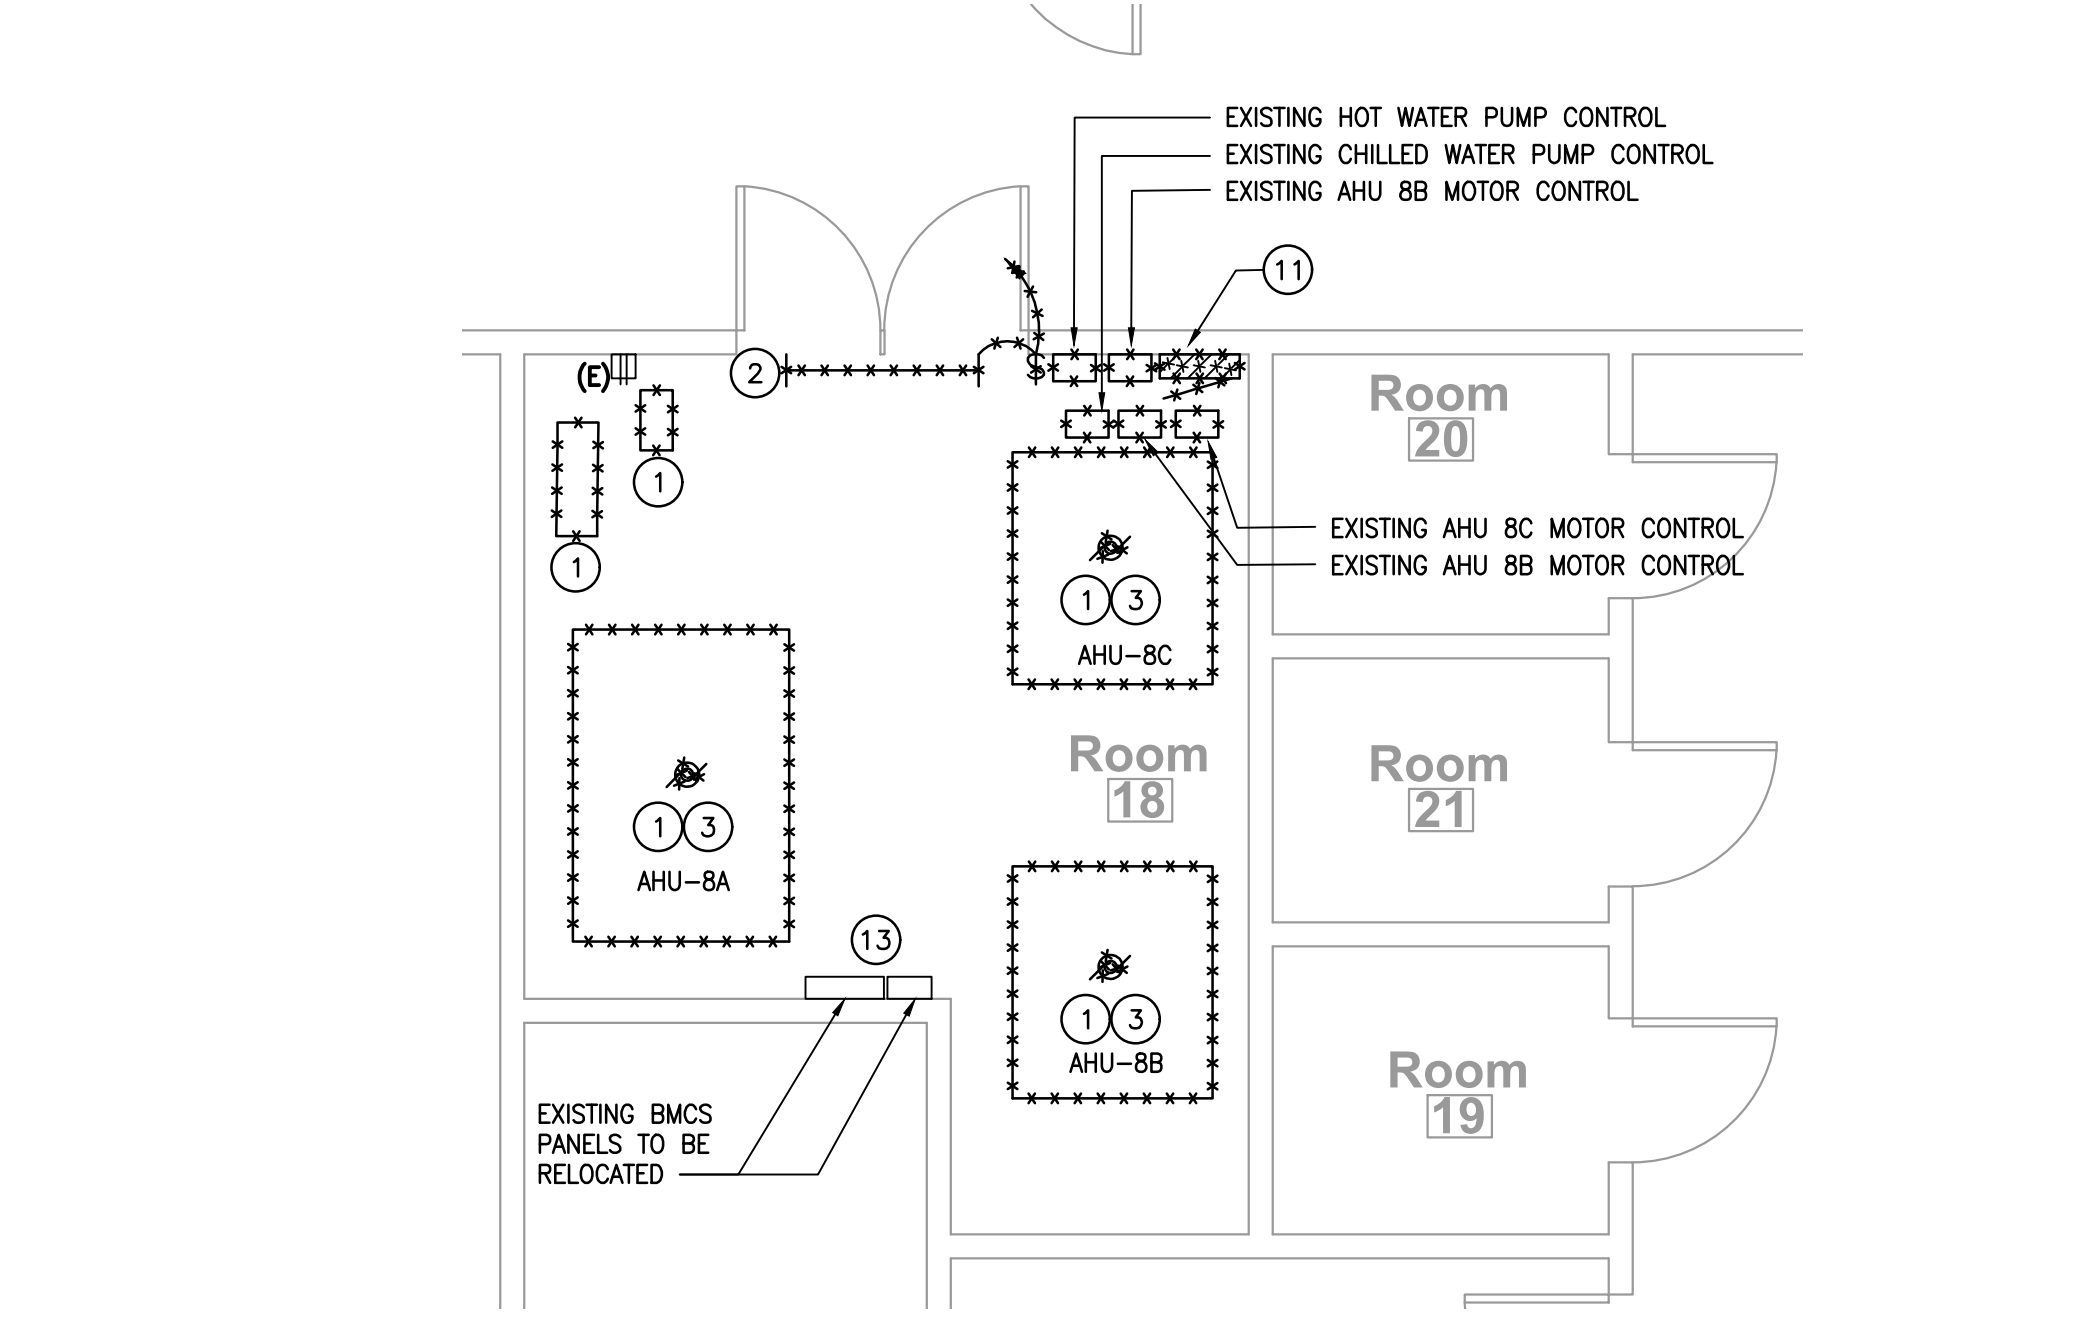 EXISTING HOT WATER PUMP CONTROL
EXISTING CHILLED WATER PUMP CONTROL
EXISTING AHU 8B MOTOR CONTROL
11
(E)
2
Room
20
1
1
EXISTING AHU 8C MOTOR CONTROL
EXISTING AHU 8B MOTOR CONTROL
1 3
AHU-8C
Room
18
Room
21
1 3
AHU-8A
13
1 3
AHU-8B
Room
19
EXISTING BMCS
PANELS TO BE
RELOCATED